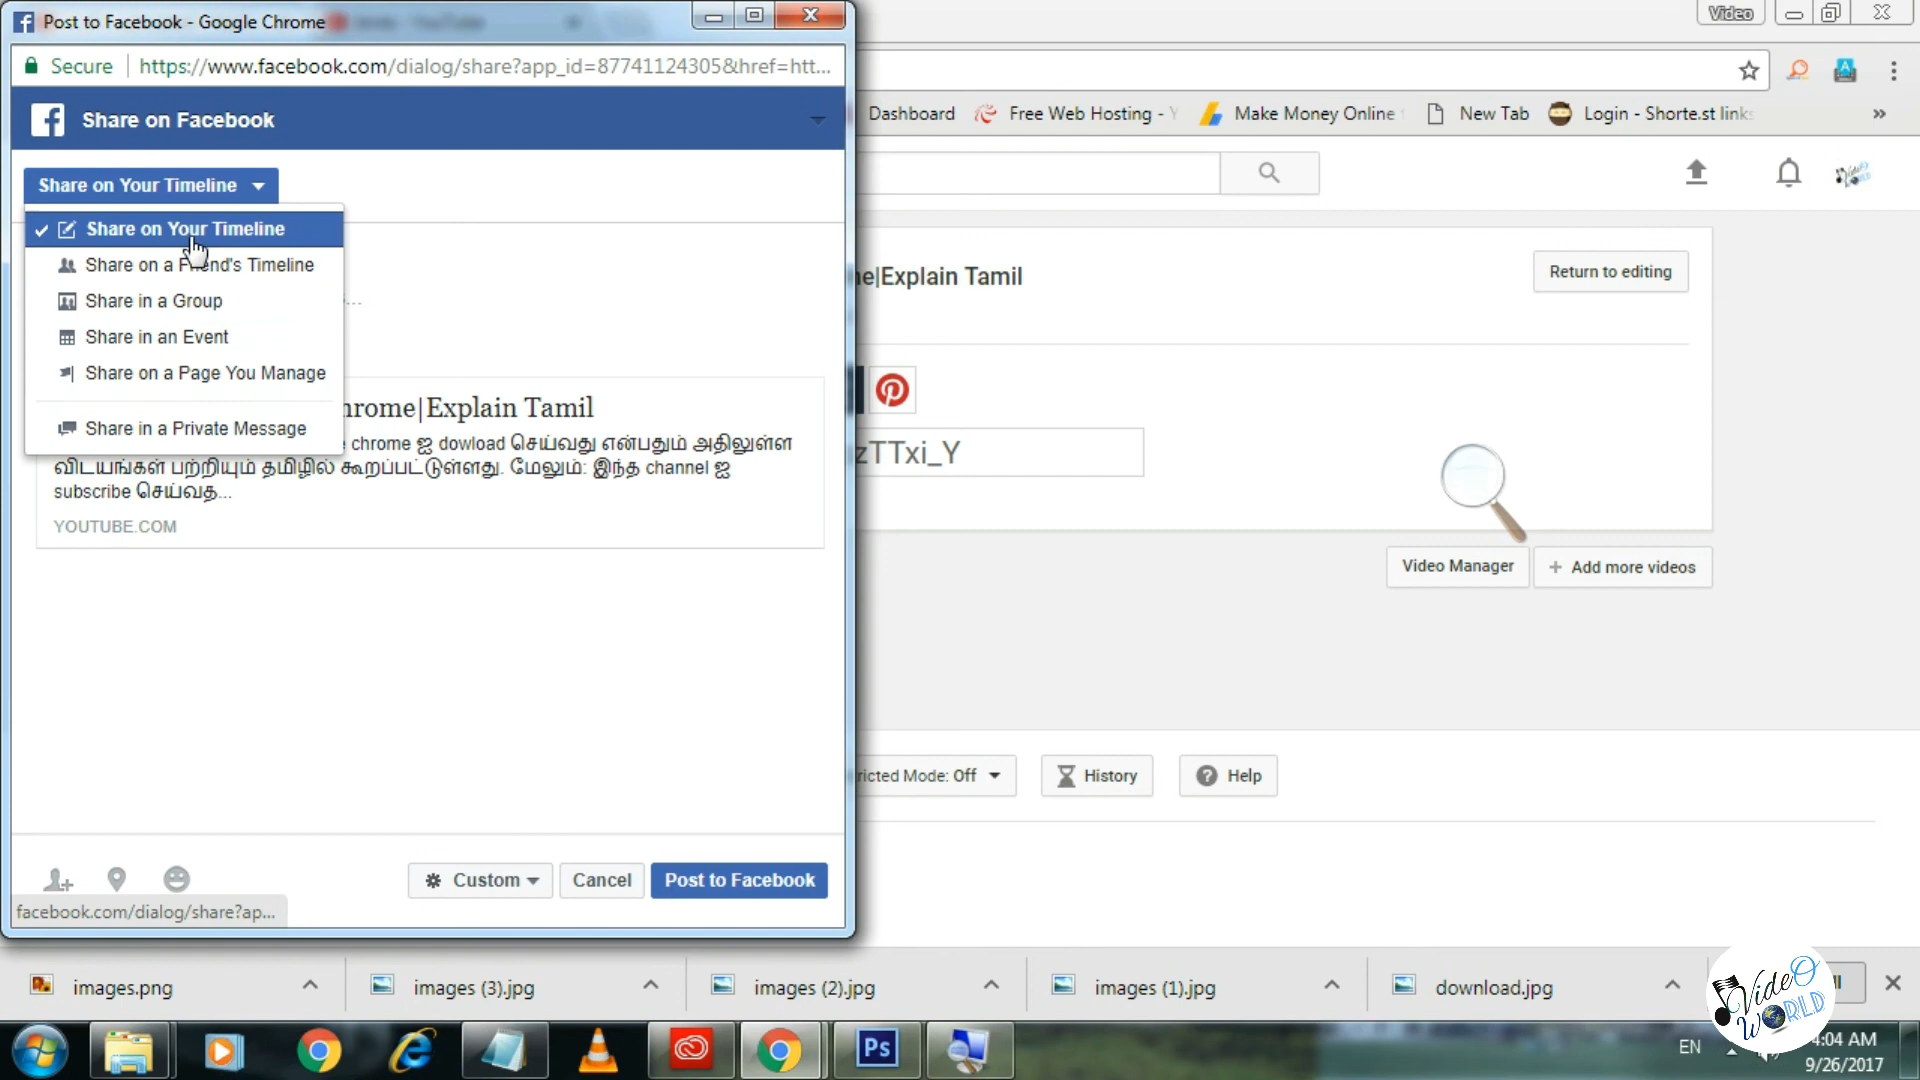 Post to Facebook - Google Chrome
Video
Secure
https://www.facebook.com/dialog/share?app_id=87741124305&href=htt...
Dashboard
Free Web Hosting - Y
Make Money Online
New Tab
Login - Shorte.st links
»
Share on Facebook
Share on Your Timeline
Share on Your Timeline
Share on a Friend's Timeline
Share in a Group
Share in an Event
Share on a Page You Manage
Share in a Private Message
hrome|Explain Tamil
chrome ஐ dowload செய்வது என்பதும் அதிலுள்ள
விடயங்கள் பற்றியும் தமிழில் கூறப்பட்டுள்ளது. மேலும்: இந்த channel ஐ
subscribe செய்வத...
YOUTUBE.COM
e|Explain Tamil
Return to editing
zTTxi_Y
Video Manager
+ Add more videos
ricted Mode: Off
History
Help
Custom
Cancel
Post to Facebook
facebook.com/dialog/share?ap...
images.png
images (3).jpg
images (2).jpg
images (1).jpg
download.jpg
VideO
WORLD
Ps
EN
4:04 AM
9/26/2017